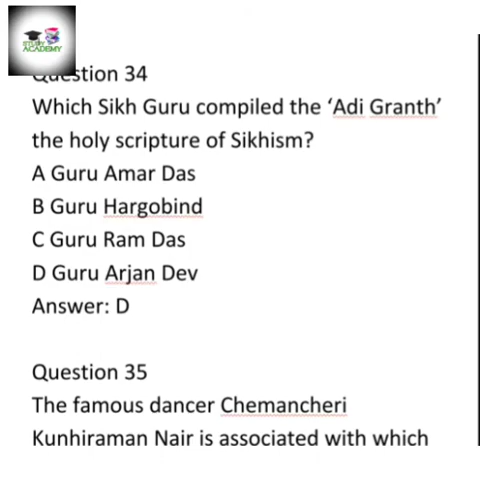 STUDY
ACADEMY
Question 34
Which Sikh Guru compiled the ‘Adi Granth’
the holy scripture of Sikhism?
A Guru Amar Das
B Guru Hargobind
C Guru Ram Das
D Guru Arjan Dev
Answer: D
Question 35
The famous dancer Chemancheri
Kunhiraman Nair is associated with which